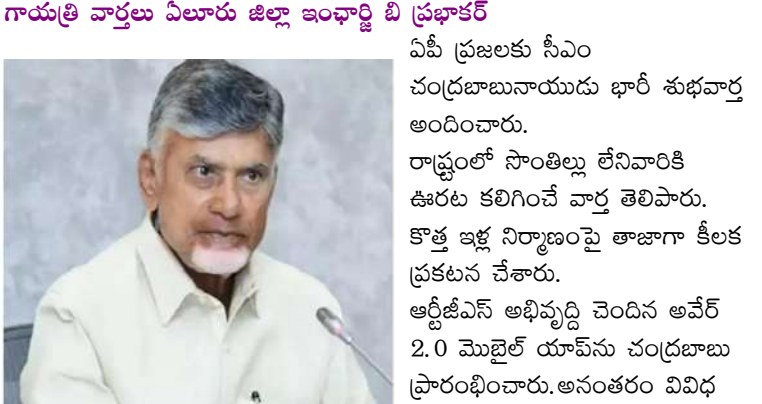 గాయత్రి వార్తలు ఏలూరు జిల్లా ఇంఛార్జి బి ప్రభాకర్
ఏపీ ప్రజలకు సీఎం
చంద్రబాబునాయుడు భారీ శుభవార్త
అందించారు.
రాష్ట్రంలో సొంతిల్లు లేనివారికి
ఊరట కలిగించే వార్త తెలిపారు.
కొత్త ఇళ్ల నిర్మాణంపై తాజాగా కీలక
ప్రకటన చేశారు.
ఆర్టీజీఎస్ అభివృద్ది చెందిన అవేర్
2.0 మొబైల్ యాప్‌ను చంద్రబాబు
ప్రారంభించారు.అనంతరం వివిధ